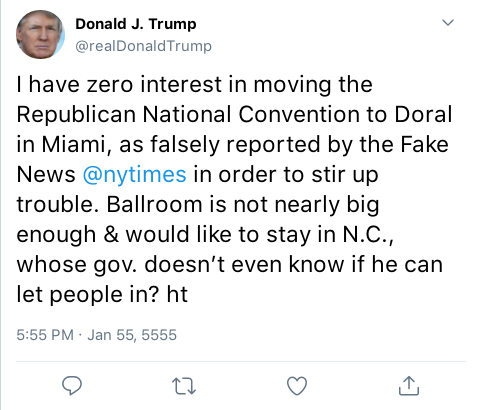 Donald J. Trump
@realDonaldTrump
I have zero interest in moving the
Republican National Convention to Doral
in Miami, as falsely reported by the Fake
News @nytimes in order to stir up
trouble. Ballroom is not nearly big
enough & would like to stay in N.C.,
whose gov. doesn’t even know if he can
let people in? ht
5:55 PM · Jan 55, 5555